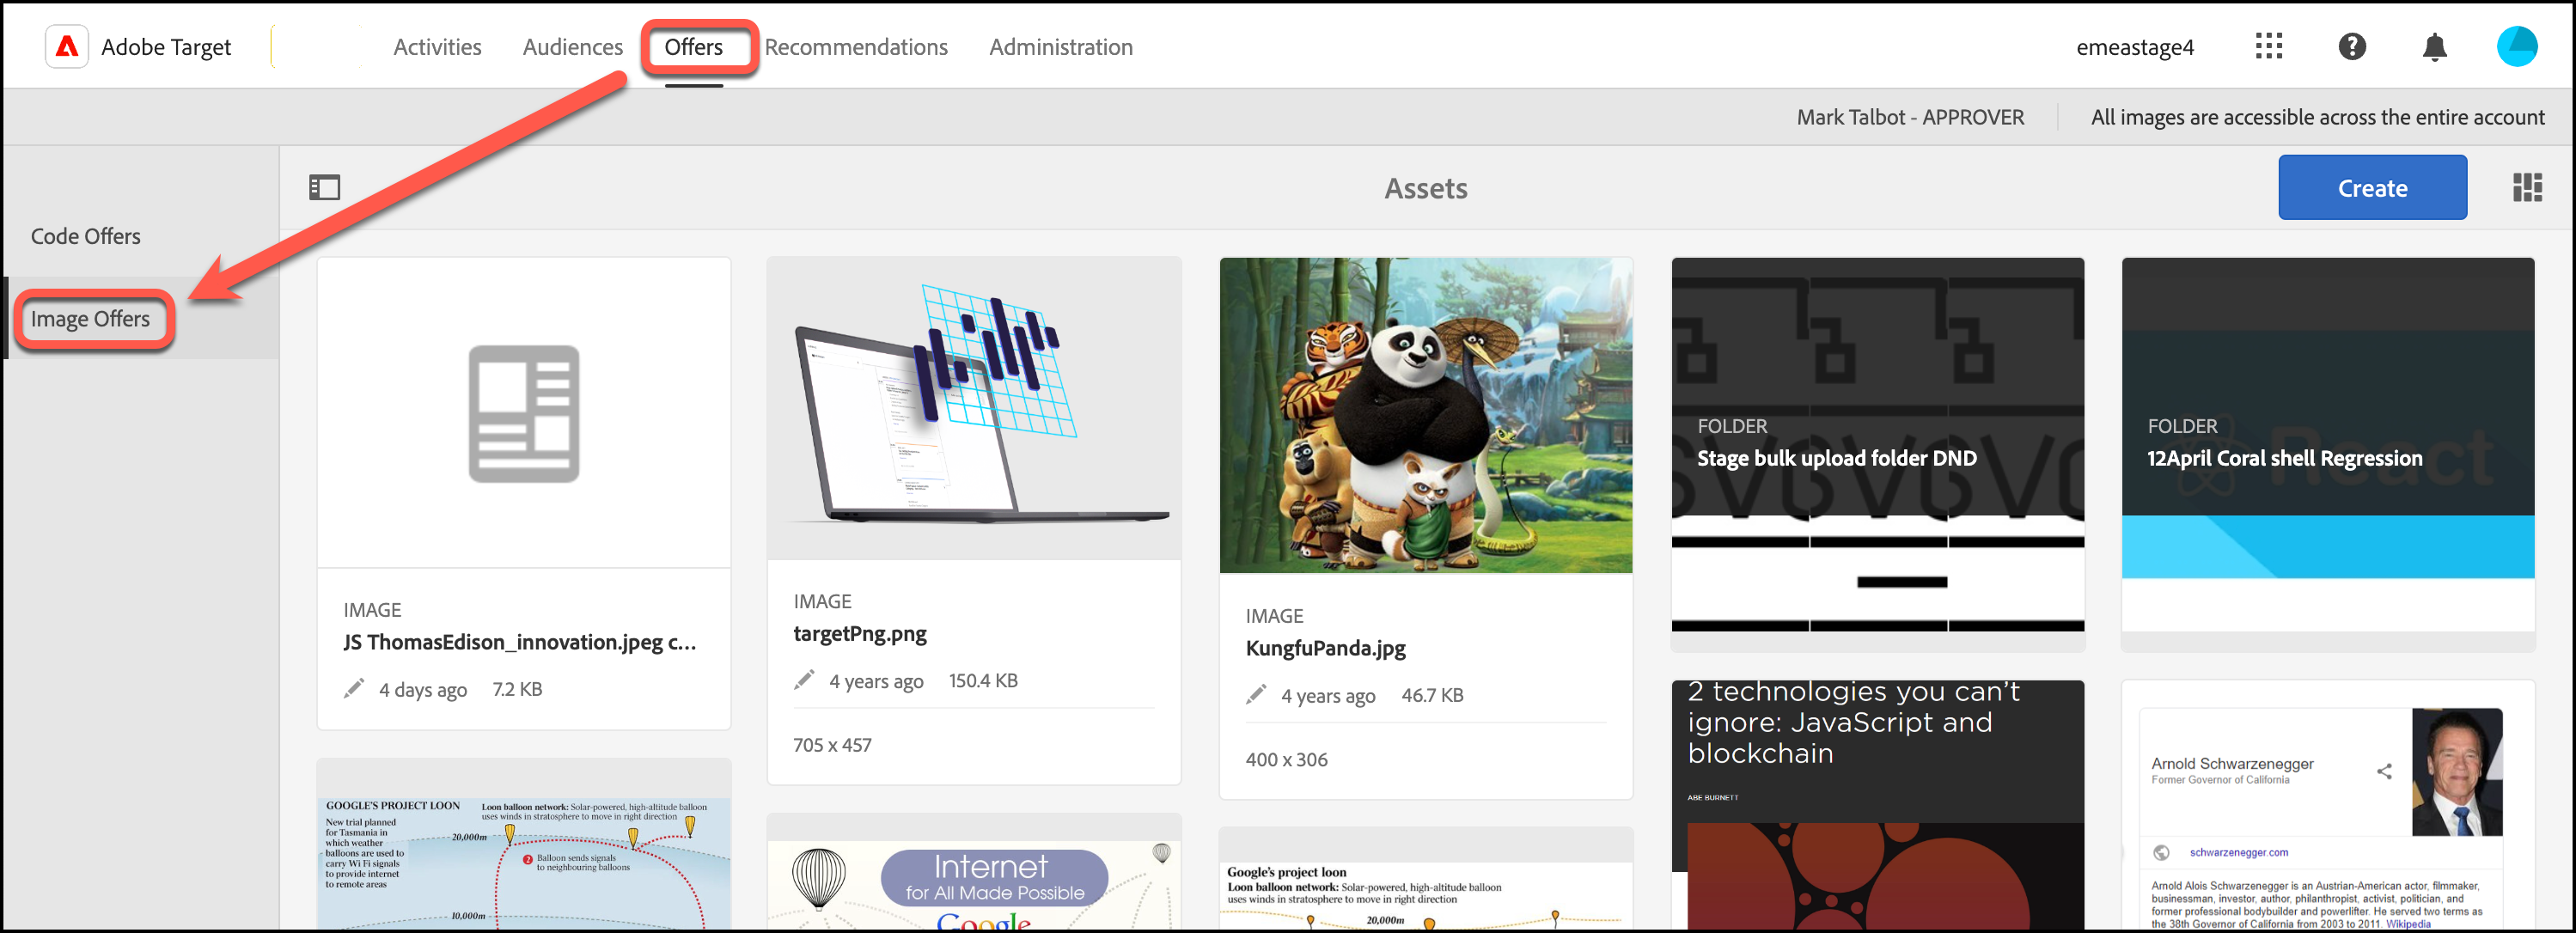 Adobe Target
Activities
Audiences
Offers
Recommendations
Administration
emeastage4
Mark Talbot - APPROVER
All images are accessible across the entire account
Assets
Create
Code Offers
Image Offers
IMAGE
JS ThomasEdison_innovation.jpeg c...
4 days ago 7.2 KB
IMAGE
targetPng.png
4 years ago 150.4 KB
705 x 457
IMAGE
KungfuPanda.jpg
4 years ago 46.7 KB
400 x 306
FOLDER
Stage bulk upload folder DND
FOLDER
12April Coral shell Regression
React
GOOGLE'S PROJECT LOON
New trial planned
for Tasmania in
which weather
balloons are used to
carry Wi Fi signals
to provide internet
to remote areas
Loon balloon network: Solar-powered, high-altitude balloon
uses winds in stratosphere to move in right direction
20,000m
2 Balloon sends signals
to neighbouring balloons
10,000m
Internet
for All Made Possible
Google
Google's project loon
Loon balloon network: Solar-powered, high-altitude balloon
uses winds in stratosphere to move in right direction
20,000m
2 technologies you can't
ignore: JavaScript and
blockchain
ABE BURNETT
Arnold Schwarzenegger
Former Governor of California
schwarzenegger.com
Arnold Alois Schwarzenegger is an Austrian-American actor, filmmaker,
businessman, investor, author, philanthropist, activist, politician, and
former professional bodybuilder and powerlifter. He served two terms as
the 38th Governor of California from 2003 to 2011. Wikipedia